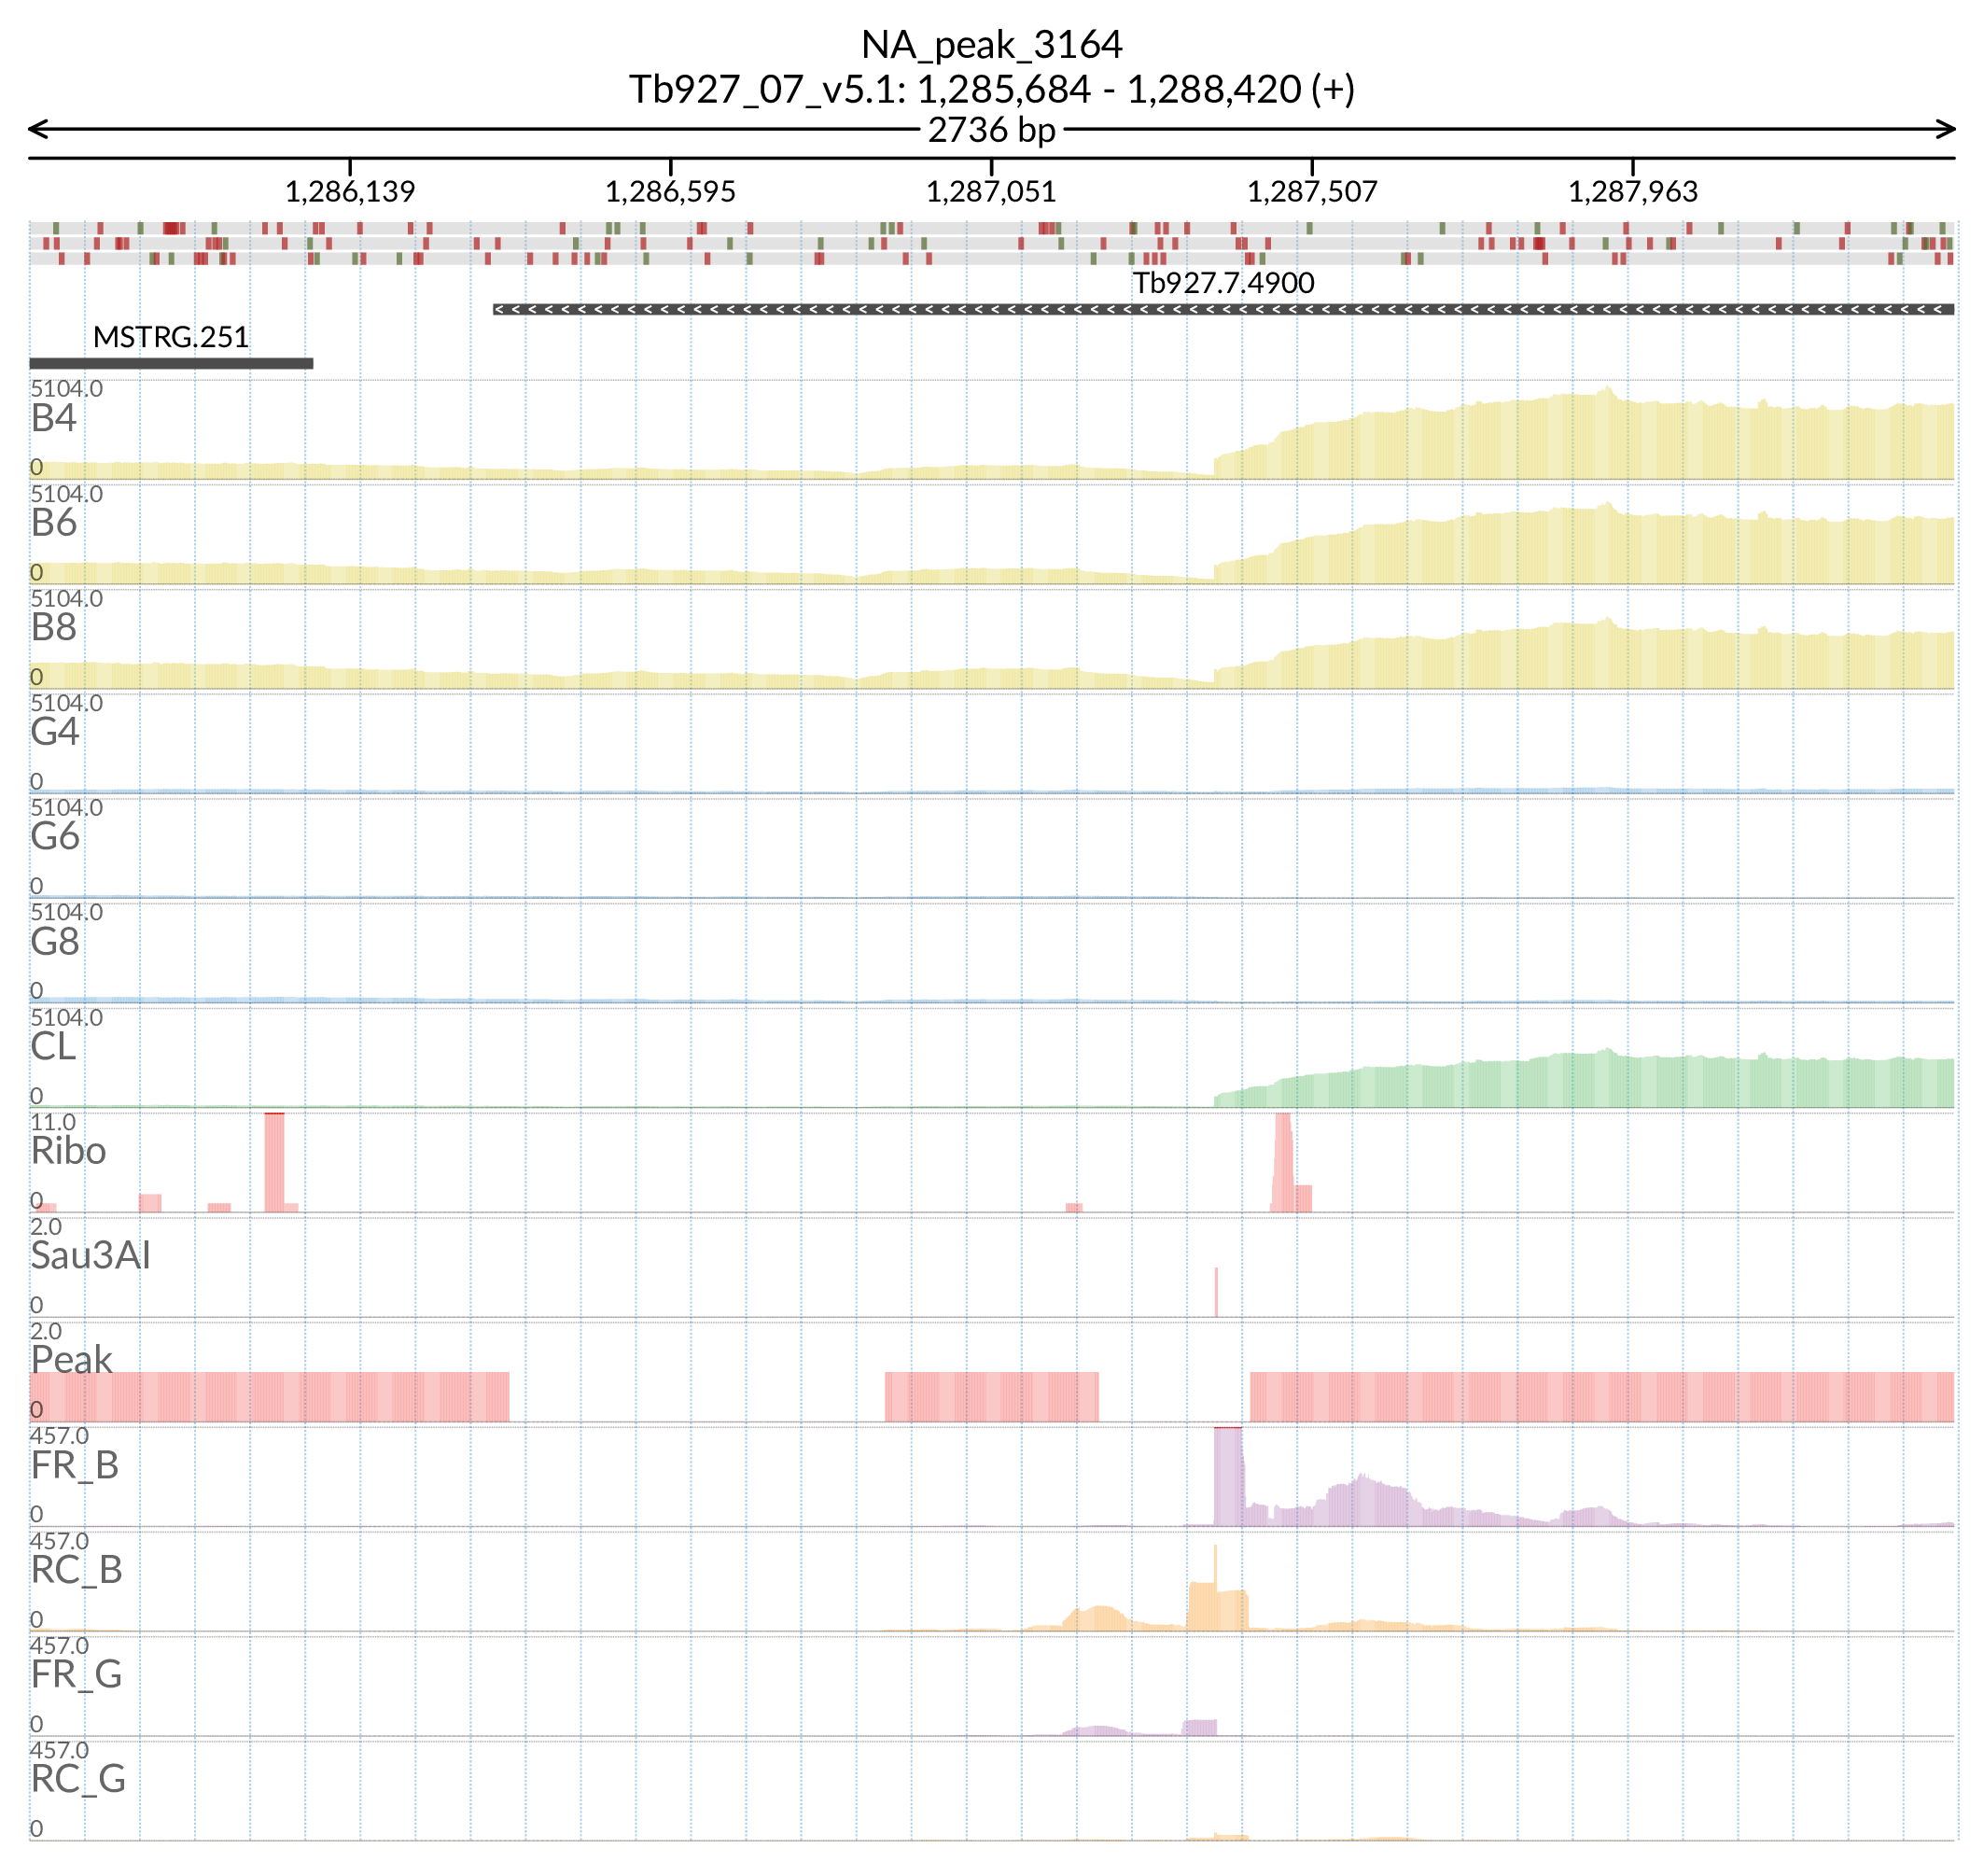 NA_peak_3164
Tb927_07_v5.1: 1,285,684 - 1,288,420 (+)
2736 bp
1,286,139 1,286,595 1,287,051 1,287,507 1,287,963
Tb927.7.4900
MSTRG.251
5104.0
B4
0
5104.0
B6
0
5104.0
B8
0
5104.0
G4
0
5104.0
G6
0
5104.0
G8
0
5104.0
CL
0
11.0
Ribo
0
2.0
Sau3AI
0
2.0
Peak
0
457.0
FR_B
0
457.0
RC_B
0
457.0
FR_G
0
457.0
RC_G
0